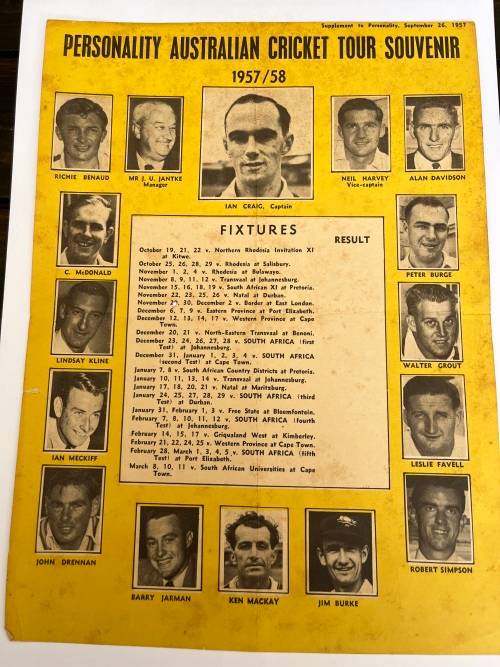 Supplement to Personality, September 26, 1957
PERSONALITY AUSTRALIAN CRICKET TOUR SOUVENIR
1957/58
RICHIE BENAUD
MR J. U. JANTKE
Manager
IAN CRAIG, Captain
NEIL HARVEY
Vice-captain
ALAN DAVIDSON
C. McDONALD
PETER BURGE
LINDSAY KLINE
WALTER GROUT
IAN MECKIFF
LESLIE FAVELL
JOHN DRENNAN
ROBERT SIMPSON
BARRY JARMAN
KEN MACKAY
JIM BURKE
FIXTURES
RESULT
October 19, 21, 22 v. Northern Rhodesia Invitation XI
at Kitwe.
October 25, 26, 28, 29 v. Rhodesia at Salisbury.
November 1, 2, 4 v. Rhodesia at Bulawayo.
November 8, 9, 11, 12 v. Transvaal at Johannesburg.
November 15, 16, 18, 19 v. South African XI at Pretoria.
November 22, 23, 25, 26 v. Natal at Durban.
November 29, 30, December 2 v. Border at East London.
December 6, 7, 9 v. Eastern Province at Port Elizabeth.
December 12, 13, 14, 17 v. Western Province at Cape
Town.
December 20, 21 v. North-Eastern Transvaal at Benoni.
December 23, 24, 26, 27, 28 v. SOUTH AFRICA (first
Test) at Johannesburg.
December 31, January 1, 2, 3, 4 v. SOUTH AFRICA
(second Test) at Cape Town.
January 7, 8 v. South African Country Districts at Pretoria.
January 10, 11, 13, 14 v. Transvaal at Johannesburg.
January 17, 18, 20, 21 v. Natal at Maritzburg.
January 24, 25, 27, 28, 29 v. SOUTH AFRICA (third
Test) at Durban.
January 31, February 1, 3 v. Free State at Bloemfontein.
February 7, 8, 10, 11, 12 v. SOUTH AFRICA (fourth
Test) at Johannesburg.
February 14, 15, 17 v. Griqualand West at Kimberley.
February 21, 22, 24, 25 v. Western Province at Cape Town.
February 28, March 1, 3, 4, 5 v. SOUTH AFRICA (fifth
Test) at Port Elizabeth.
March 8, 10, 11 v. South African Universities at Cape
Town.